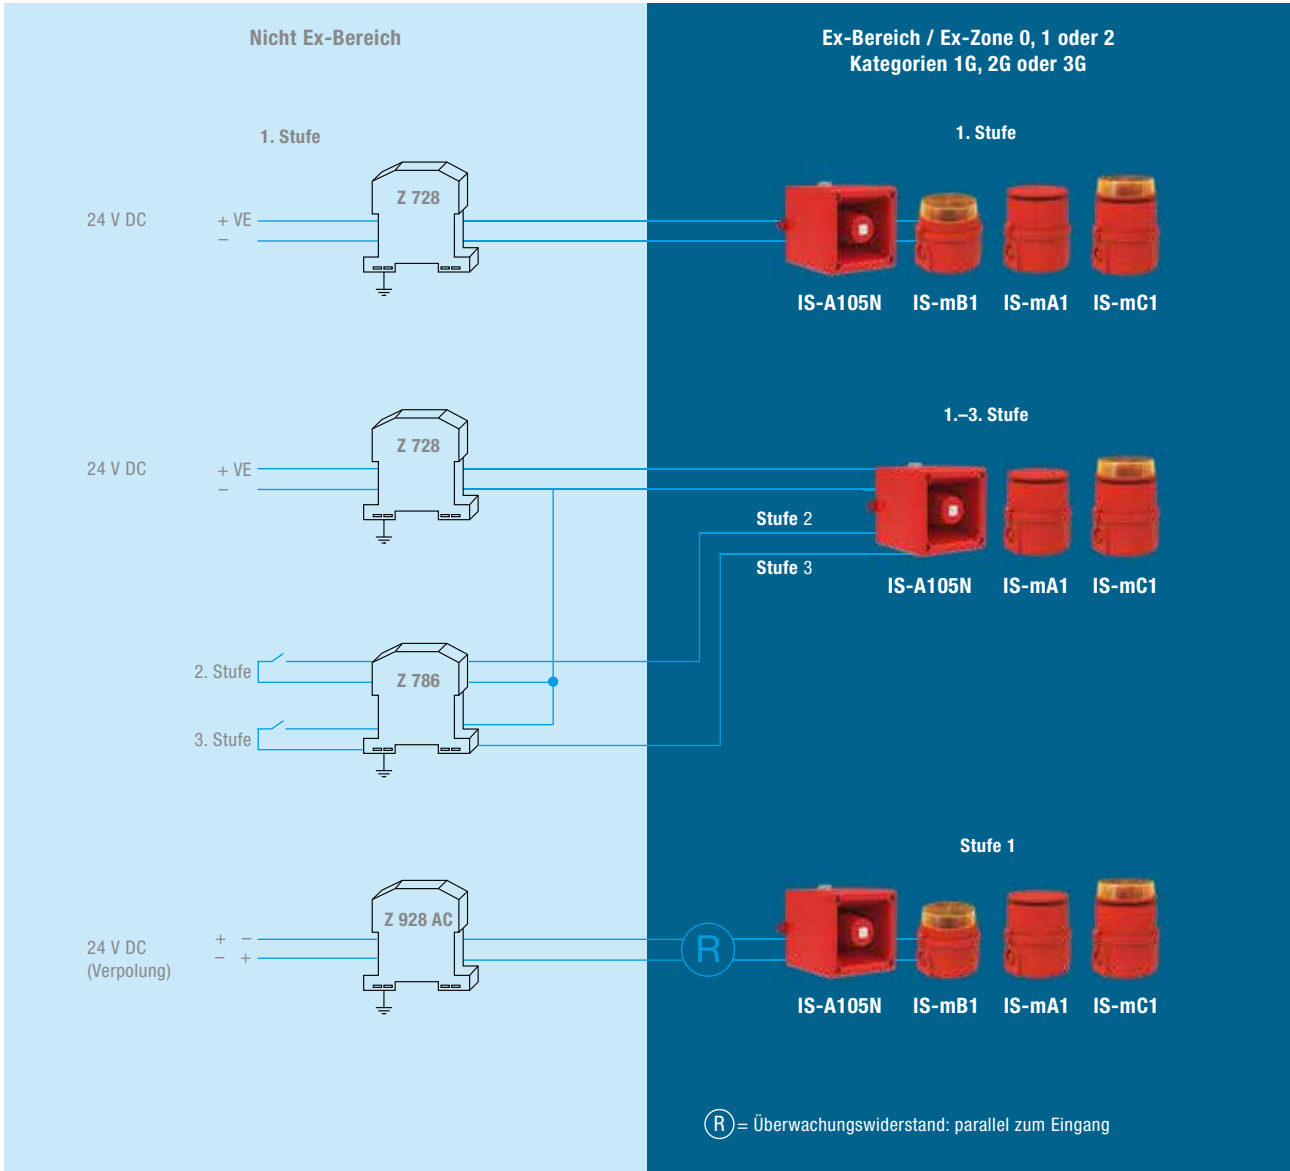 Nicht Ex-Bereich
Ex-Bereich / Ex-Zone 0, 1 oder 2
Kategorien 1G, 2G oder 3G
1. Stufe
1. Stufe
Z 728
24 V DC
+ VE
–
IS-A105N
IS-mB1
IS-mA1
IS-mC1
1.–3. Stufe
Z 728
24 V DC
+ VE
–
Stufe 2
Stufe 3
IS-A105N
IS-mA1
IS-mC1
2. Stufe
Z 786
3. Stufe
Stufe 1
Z 928 AC
24 V DC
(Verpolung)
+ –
– +
R
IS-A105N
IS-mB1
IS-mA1
IS-mC1
R = Überwachungswiderstand: parallel zum Eingang